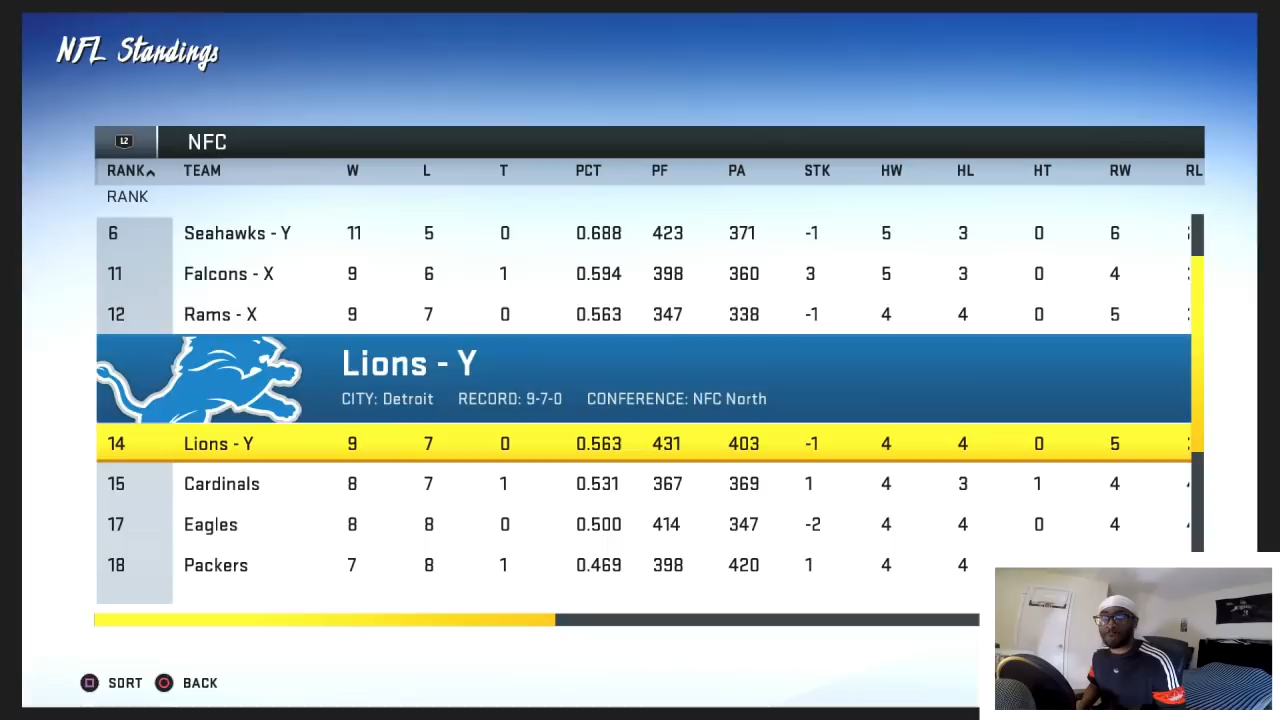 NFL Standings
L2 NFC
RANK TEAM W L T PCT PF PA STK HW HL HT RW RL
RANK
6 Seahawks - Y 11 5 0 0.688 423 371 -1 5 3 0 6
11 Falcons - X 9 6 1 0.594 398 360 3 5 3 0 4
12 Rams - X 9 7 0 0.563 347 338 -1 4 4 0 5
Lions - Y
CITY: Detroit RECORD: 9-7-0 CONFERENCE: NFC North
14 Lions - Y 9 7 0 0.563 431 403 -1 4 4 0 5
15 Cardinals 8 7 1 0.531 367 369 1 4 3 1 4
17 Eagles 8 8 0 0.500 414 347 -2 4 4 0 4
18 Packers 7 8 1 0.469 398 420 1 4 4
SORT BACK